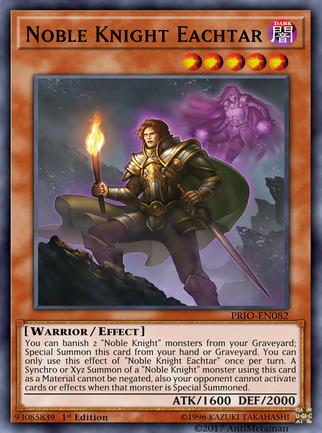 Noble Knight Eachtar
DARK
闇
PRIO-EN082
[Warrior / Effect]
You can banish 2 "Noble Knight" monsters from your Graveyard;
Special Summon this card from your hand or Graveyard. You can
only use this effect of "Noble Knight Eachtar" once per turn. A
Synchro or Xyz Summon of a "Noble Knight" monster using this
card as a Material cannot be negated, also your opponent cannot activate
cards or effects when that monster is Special Summoned.
ATK/1600 DEF/2000
93085839 1st Edition ©1996 KAZUKI TAKAHASHI
©2017 AntiMetaman